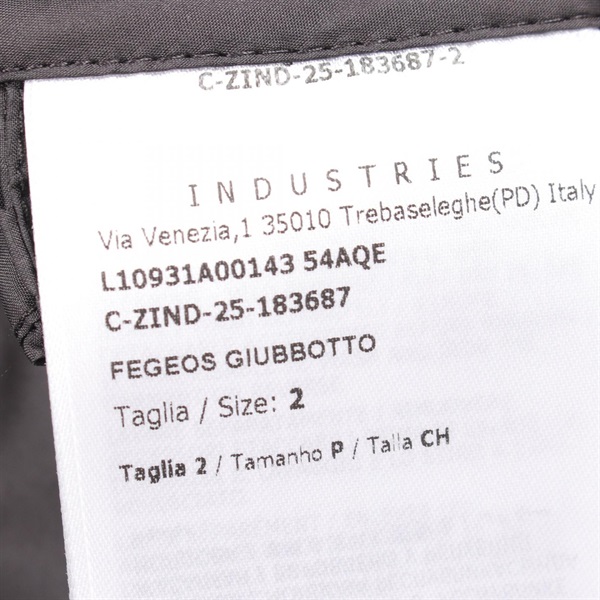 C-ZIND-25-183687-2
INDUSTRIES
Via Venezia,1 35010 Trebaseleghe(PD) Italy
L10931A00143 54AQE
C-ZIND-25-183687
FEGEOS GIUBBOTTO
Taglia / Size: 2
Taglia 2 / Tamanho P / Talla CH